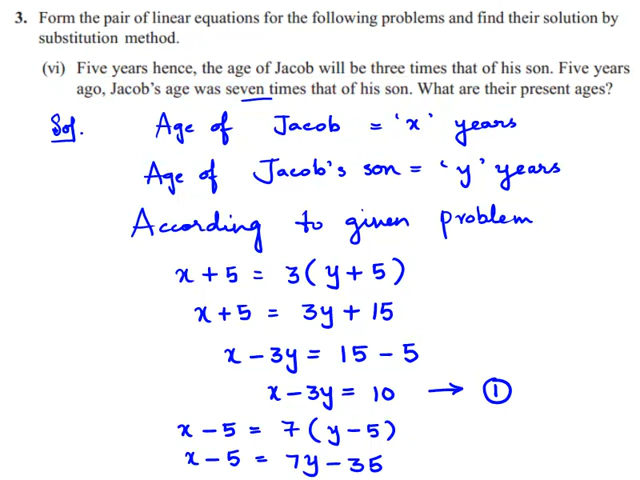 3. Form the pair of linear equations for the following problems and find their solution by
substitution method.
(vi) Five years hence, the age of Jacob will be three times that of his son. Five years
ago, Jacob's age was seven times that of his son. What are their present ages?
Sol. Age of Jacob = 'x' years
Age of Jacob's son = 'y' years
According to given problem
x + 5 = 3(y + 5)
x + 5 = 3y + 15
x - 3y = 15 - 5
x - 3y = 10 → ①
x - 5 = 7(y - 5)
x - 5 = 7y - 35